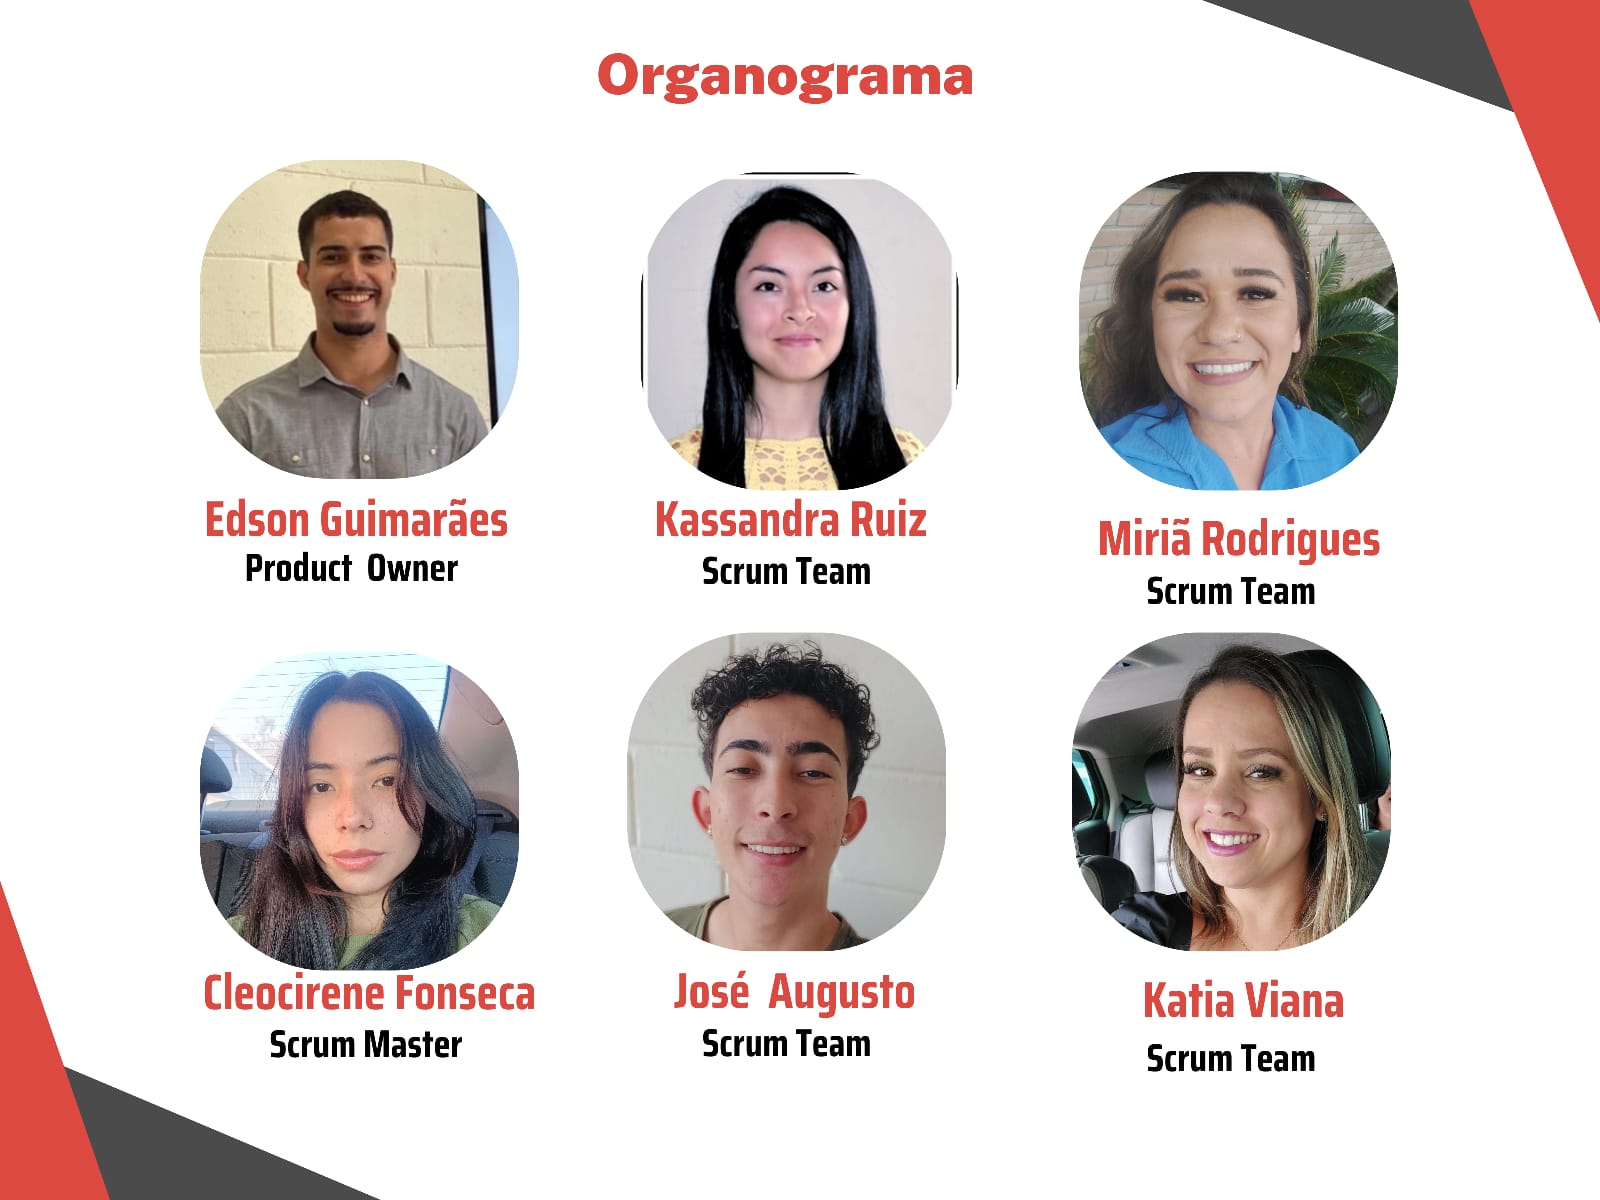 Organograma
Edson Guimarães
Product Owner
Kassandra Ruiz
Scrum Team
Miriã Rodrigues
Scrum Team
Cleocirene Fonseca
Scrum Master
José Augusto
Scrum Team
Katia Viana
Scrum Team